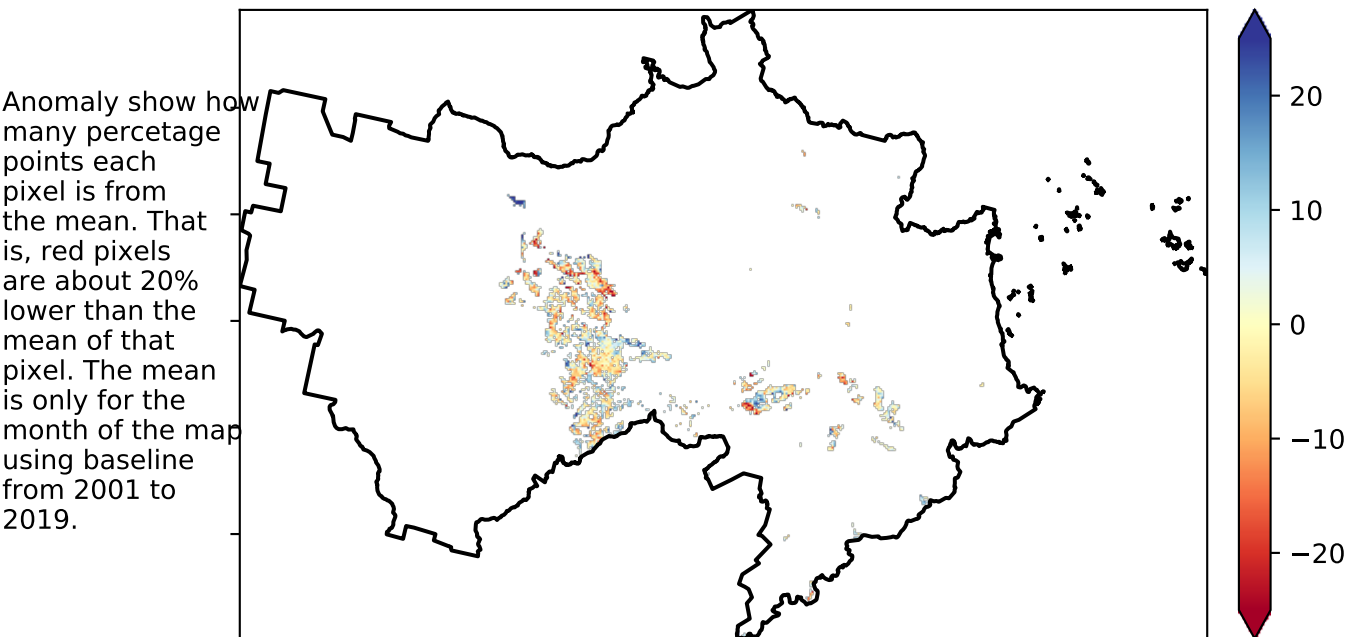 Anomaly show how
many percetage
points each
pixel is from
the mean. That
is, red pixels
are about 20%
lower than the
mean of that
pixel. The mean
is only for the
month of the map
using baseline
from 2001 to
2019.
20
10
0
−10
−20